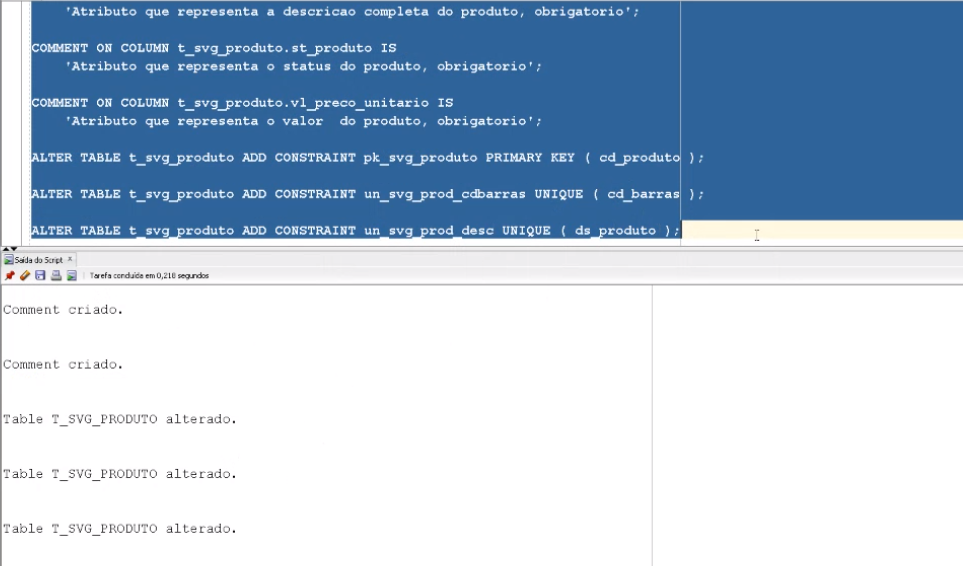 'Atributo que representa a descricao completa do produto, obrigatorio';
COMMENT ON COLUMN t_svg_produto.st_produto IS
'Atributo que representa o status do produto, obrigatorio';
COMMENT ON COLUMN t_svg_produto.vl_preco_unitario IS
'Atributo que representa o valor  do produto, obrigatorio';
ALTER TABLE t_svg_produto ADD CONSTRAINT pk_svg_produto PRIMARY KEY ( cd_produto );
ALTER TABLE t_svg_produto ADD CONSTRAINT un_svg_prod_cdbarras UNIQUE ( cd_barras );
ALTER TABLE t_svg_produto ADD CONSTRAINT un_svg_prod_desc UNIQUE ( ds_produto );
Saída do Script
Tarefa concluída em 0,218 segundos
Comment criado.
Comment criado.
Table T_SVG_PRODUTO alterado.
Table T_SVG_PRODUTO alterado.
Table T_SVG_PRODUTO alterado.